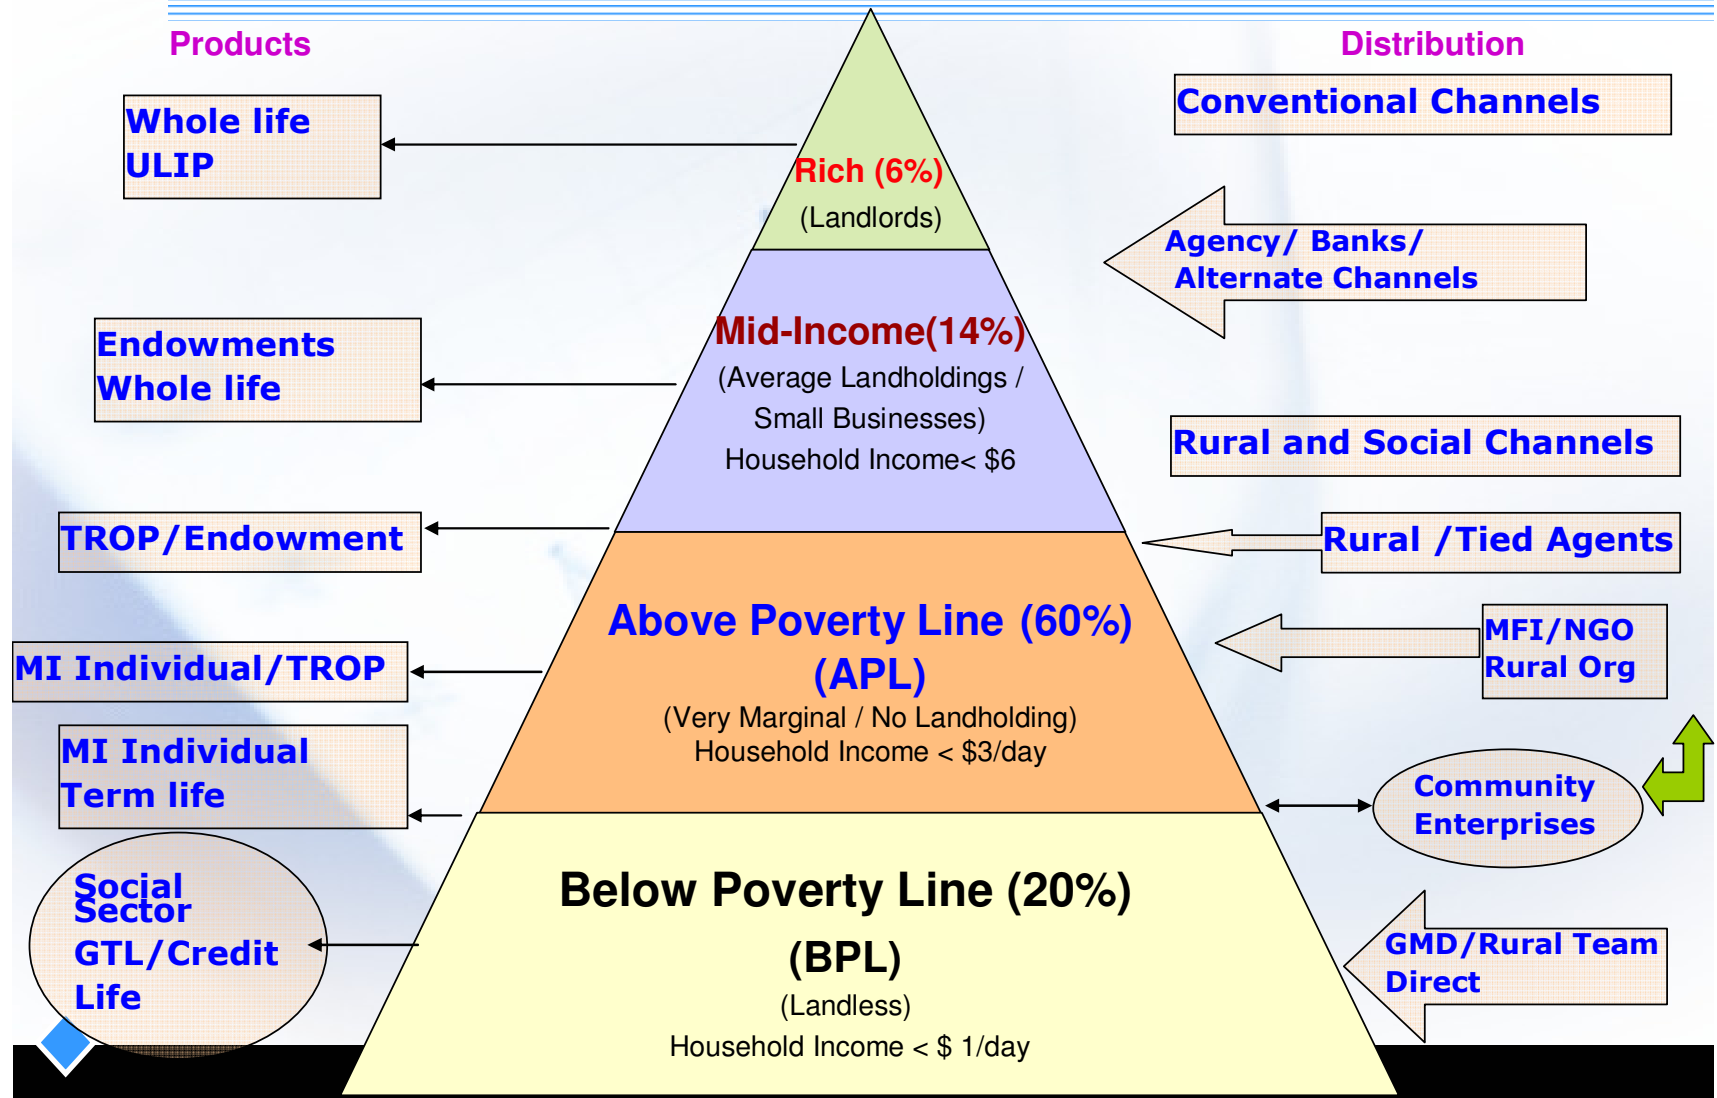 Products
Whole life
ULIP
Endowments
Whole life
TROP/Endowment
MI Individual/TROP
MI Individual
Term life
Social
Sector
GTL/Credit
Life
Rich (6%)
(Landlords)
Mid-Income(14%)
(Average Landholdings /
Small Businesses)
Household Income< $6
Above Poverty Line (60%)
(APL)
(Very Marginal / No Landholding)
Household Income < $3/day
Below Poverty Line (20%)
(BPL)
(Landless)
Household Income < $ 1/day
Distribution
Conventional Channels
Agency/ Banks/
Alternate Channels
Rural and Social Channels
Rural /Tied Agents
MFI/NGO
Rural Org
Community
Enterprises
GMD/Rural Team
Direct